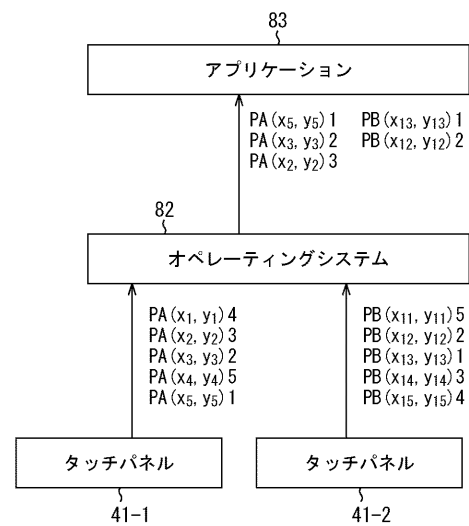 83
アプリケーション
PA(x5, y5)1 PB(x13, y13)1
PA(x3, y3)2 PB(x12, y12)2
PA(x2, y2)3
82
オペレーティングシステム
PA(x1, y1)4 PB(x11, y11)5
PA(x2, y2)3 PB(x12, y12)2
PA(x3, y3)2 PB(x13, y13)1
PA(x4, y4)5 PB(x14, y14)3
PA(x5, y5)1 PB(x15, y15)4
タッチパネル タッチパネル
41-1 41-2